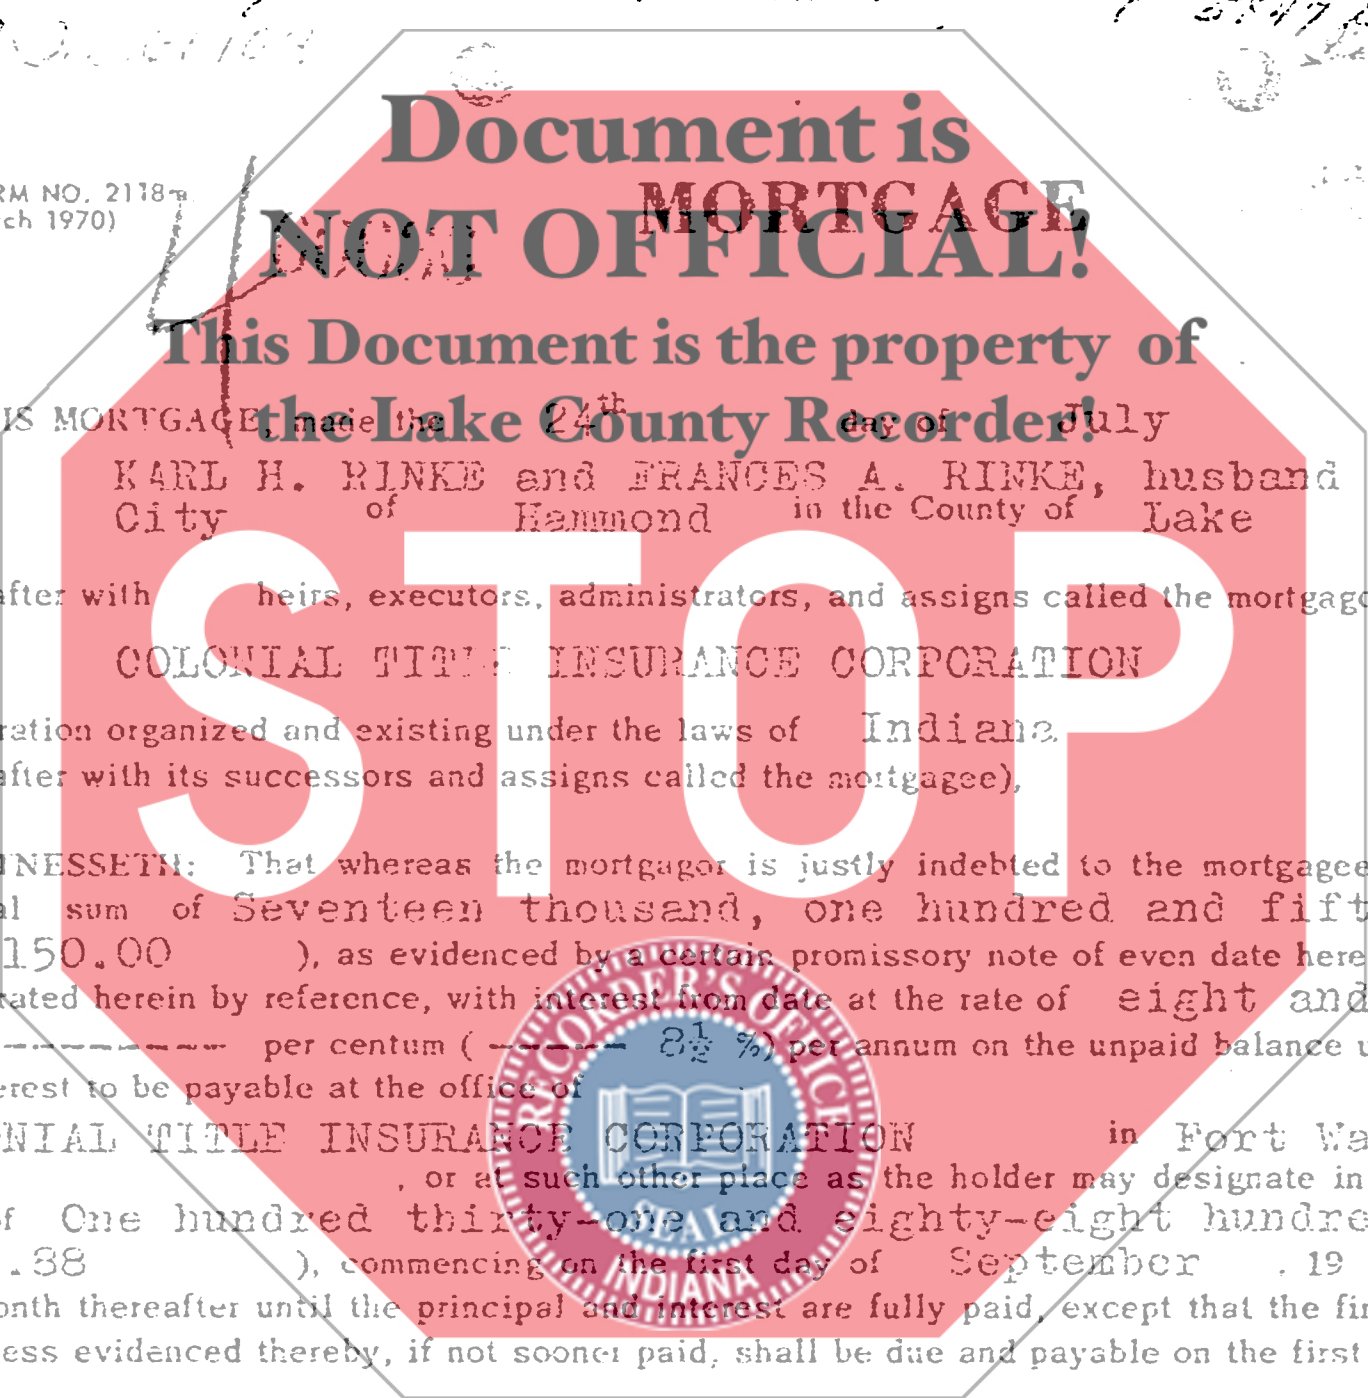 Document is
MORTGAGE
RM NO. 2118-a
ch 1970)
NOT OFFICIAL!
This Document is the property of
the Lake County Recorder!
IS MORTGAGE, made the 24th day of July
KARL H. RINKE and FRANCES A. RINKE, husband
City of Hammond in the County of Lake
STOP
after with heirs, executors, administrators, and assigns called the mortgago
COLONIAL TITLE INSURANCE CORPORATION
ration organized and existing under the laws of Indiana
after with its successors and assigns called the mortgagee),
NESSETH: That whereas the mortgagor is justly indebted to the mortgagee
al sum of Seventeen thousand, one hundred and fift
150.00 ), as evidenced by a certain promissory note of even date here
rated herein by reference, with interest from date at the rate of eight and
---------- per centum ( ------ 8½ %) per annum on the unpaid balance u
erest to be payable at the office of
NIAL TITLE INSURANCE CORPORATION in Fort Wa
, or at such other place as the holder may designate in
f One hundred thirty-one and eighty-eight hundre
.88 ), commencing on the first day of September , 19
onth thereafter until the principal and interest are fully paid, except that the fin
ess evidenced thereby, if not sooner paid, shall be due and payable on the first
RECORDER'S OFFICE
SEAL
INDIANA